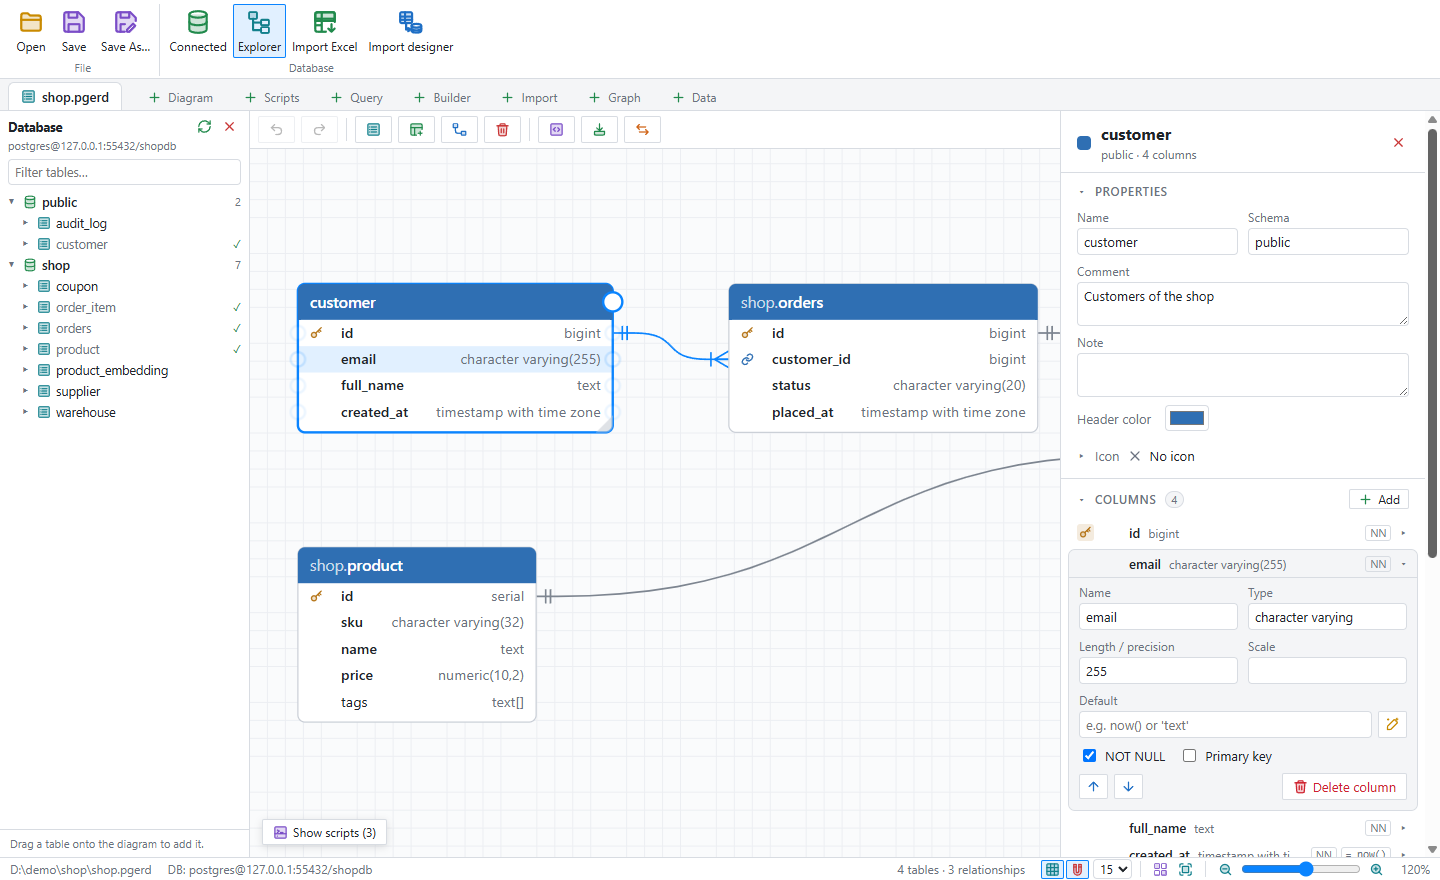 Open Save Save As... Connected Explorer Import Excel Import designer
File Database
shop.pgerd Diagram Scripts Query Builder Import Graph Data
Database
postgres@127.0.0.1:55432/shopdb
Filter tables...
public 2
audit_log
customer
shop 7
coupon
order_item
orders
product
product_embedding
supplier
warehouse
Drag a table onto the diagram to add it.
customer
id bigint
email character varying(255)
full_name text
created_at timestamp with time zone
shop.orders
id bigint
customer_id bigint
status character varying(20)
placed_at timestamp with time zone
shop.product
id serial
sku character varying(32)
name text
price numeric(10,2)
tags text[]
Show scripts (3)
customer
public · 4 columns
PROPERTIES
Name Schema
customer public
Comment
Customers of the shop
Note
Header color
Icon No icon
COLUMNS 4 Add
id bigint NN
email character varying(255) NN
Name Type
email character varying
Length / precision Scale
255
Default
e.g. now() or 'text'
NOT NULL Primary key
Delete column
full_name text NN
created_at timestamp with ti... NN = now()
D:\demo\shop\shop.pgerd DB: postgres@127.0.0.1:55432/shopdb 4 tables · 3 relationships 15 120%